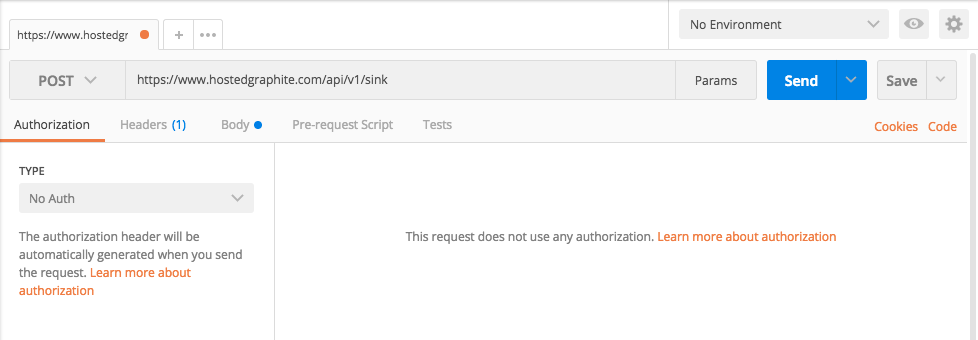 https://www.hostedgr
No Environment
POST
https://www.hostedgraphite.com/api/v1/sink
Params
Send
Save
Authorization
Headers (1)
Body
Pre-request Script
Tests
Cookies
Code
TYPE
No Auth
The authorization header will be
automatically generated when you send
the request. Learn more about
authorization
This request does not use any authorization. Learn more about authorization